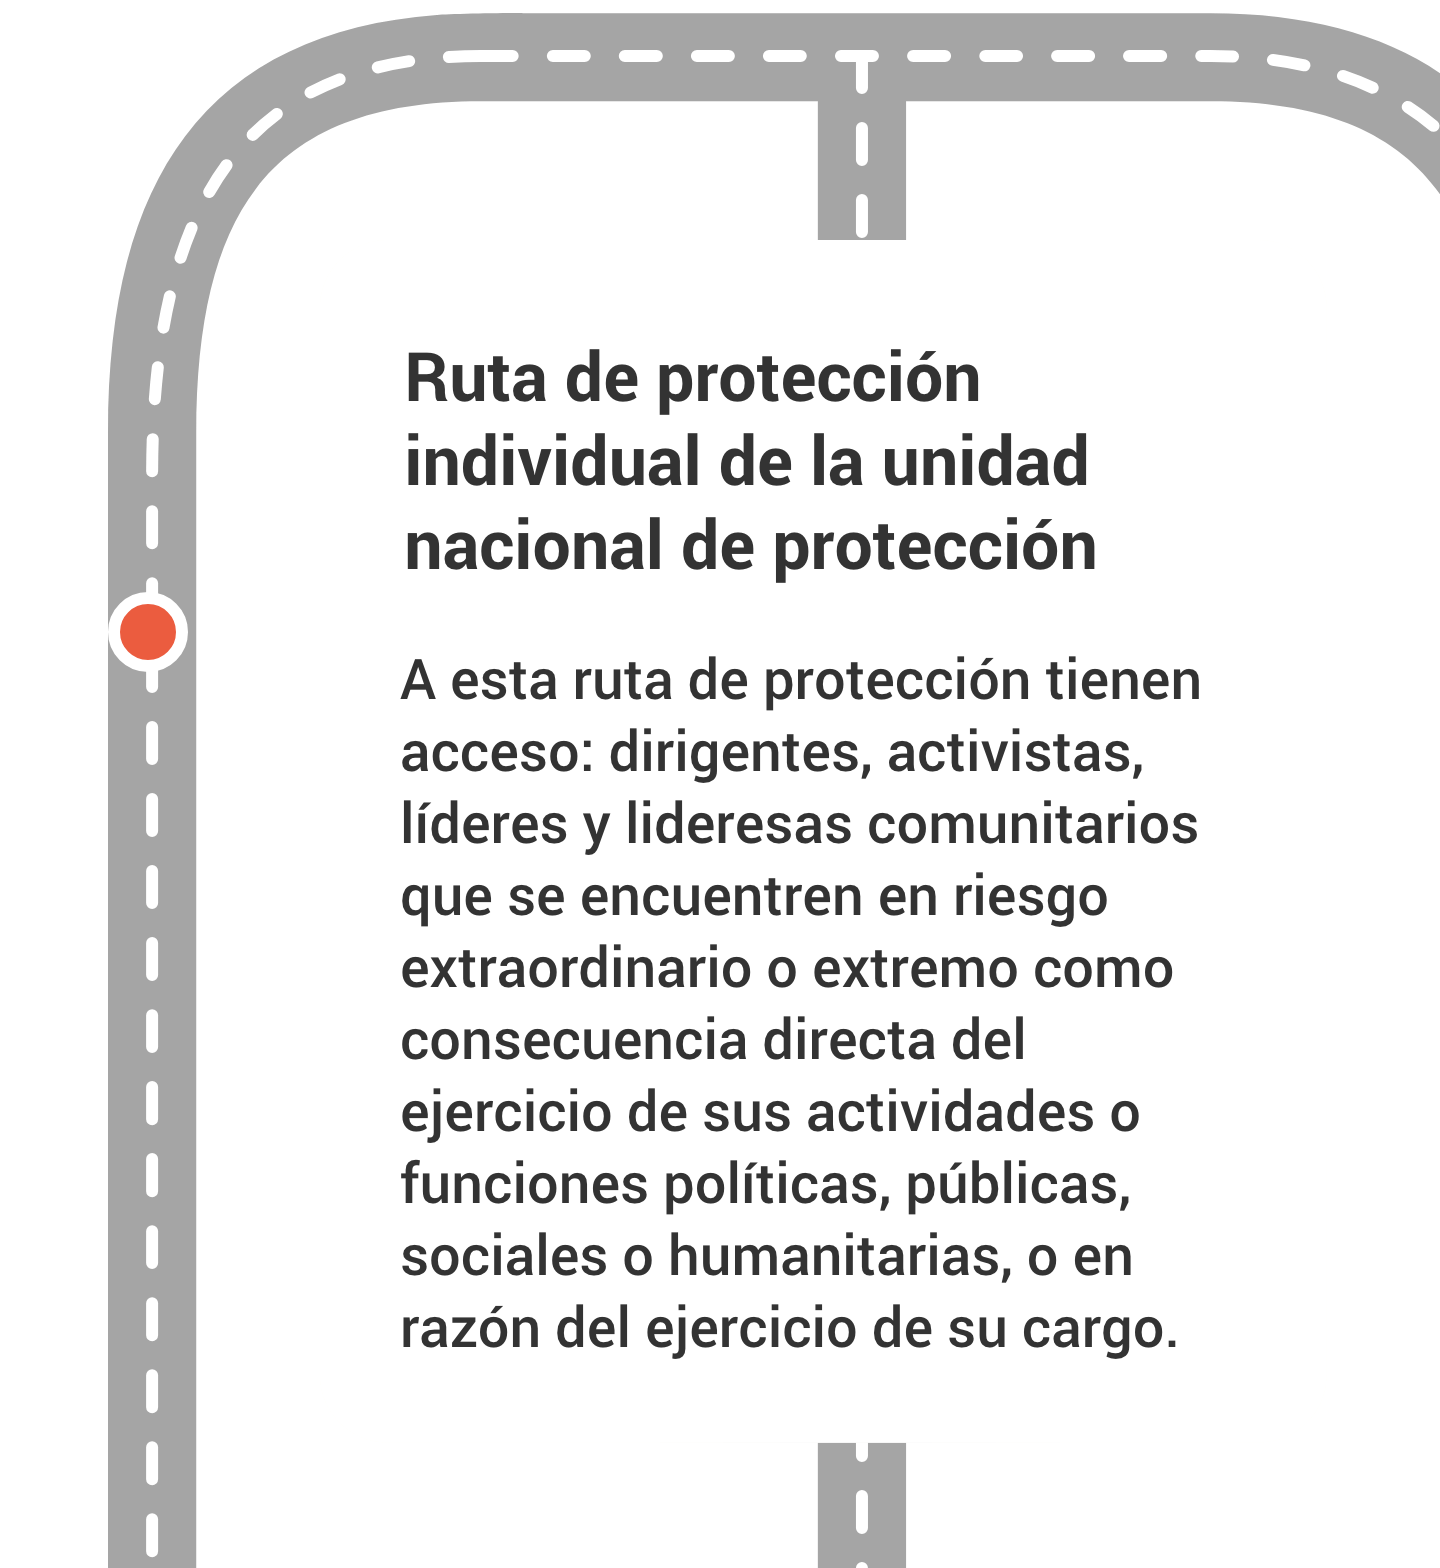 Ruta de protección
individual de la unidad
nacional de protección
A esta ruta de protección tienen
acceso: dirigentes, activistas,
líderes y lideresas comunitarios
que se encuentren en riesgo
extraordinario o extremo como
consecuencia directa del
ejercicio de sus actividades o
funciones políticas, públicas,
sociales o humanitarias, o en
razón del ejercicio de su cargo.